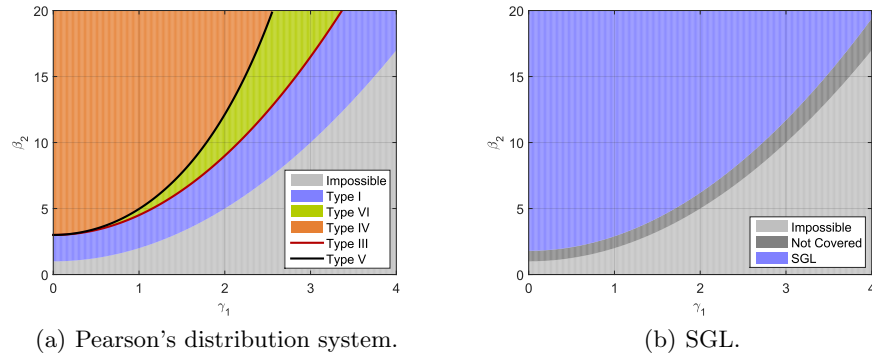 20
15
10
5
0
β2
Impossible
Type I
Type VI
Type IV
Type III
Type V
0 1 2 3 4
γ1
(a) Pearson's distribution system.
20
15
10
5
0
β2
Impossible
Not Covered
SGL
0 1 2 3 4
γ1
(b) SGL.